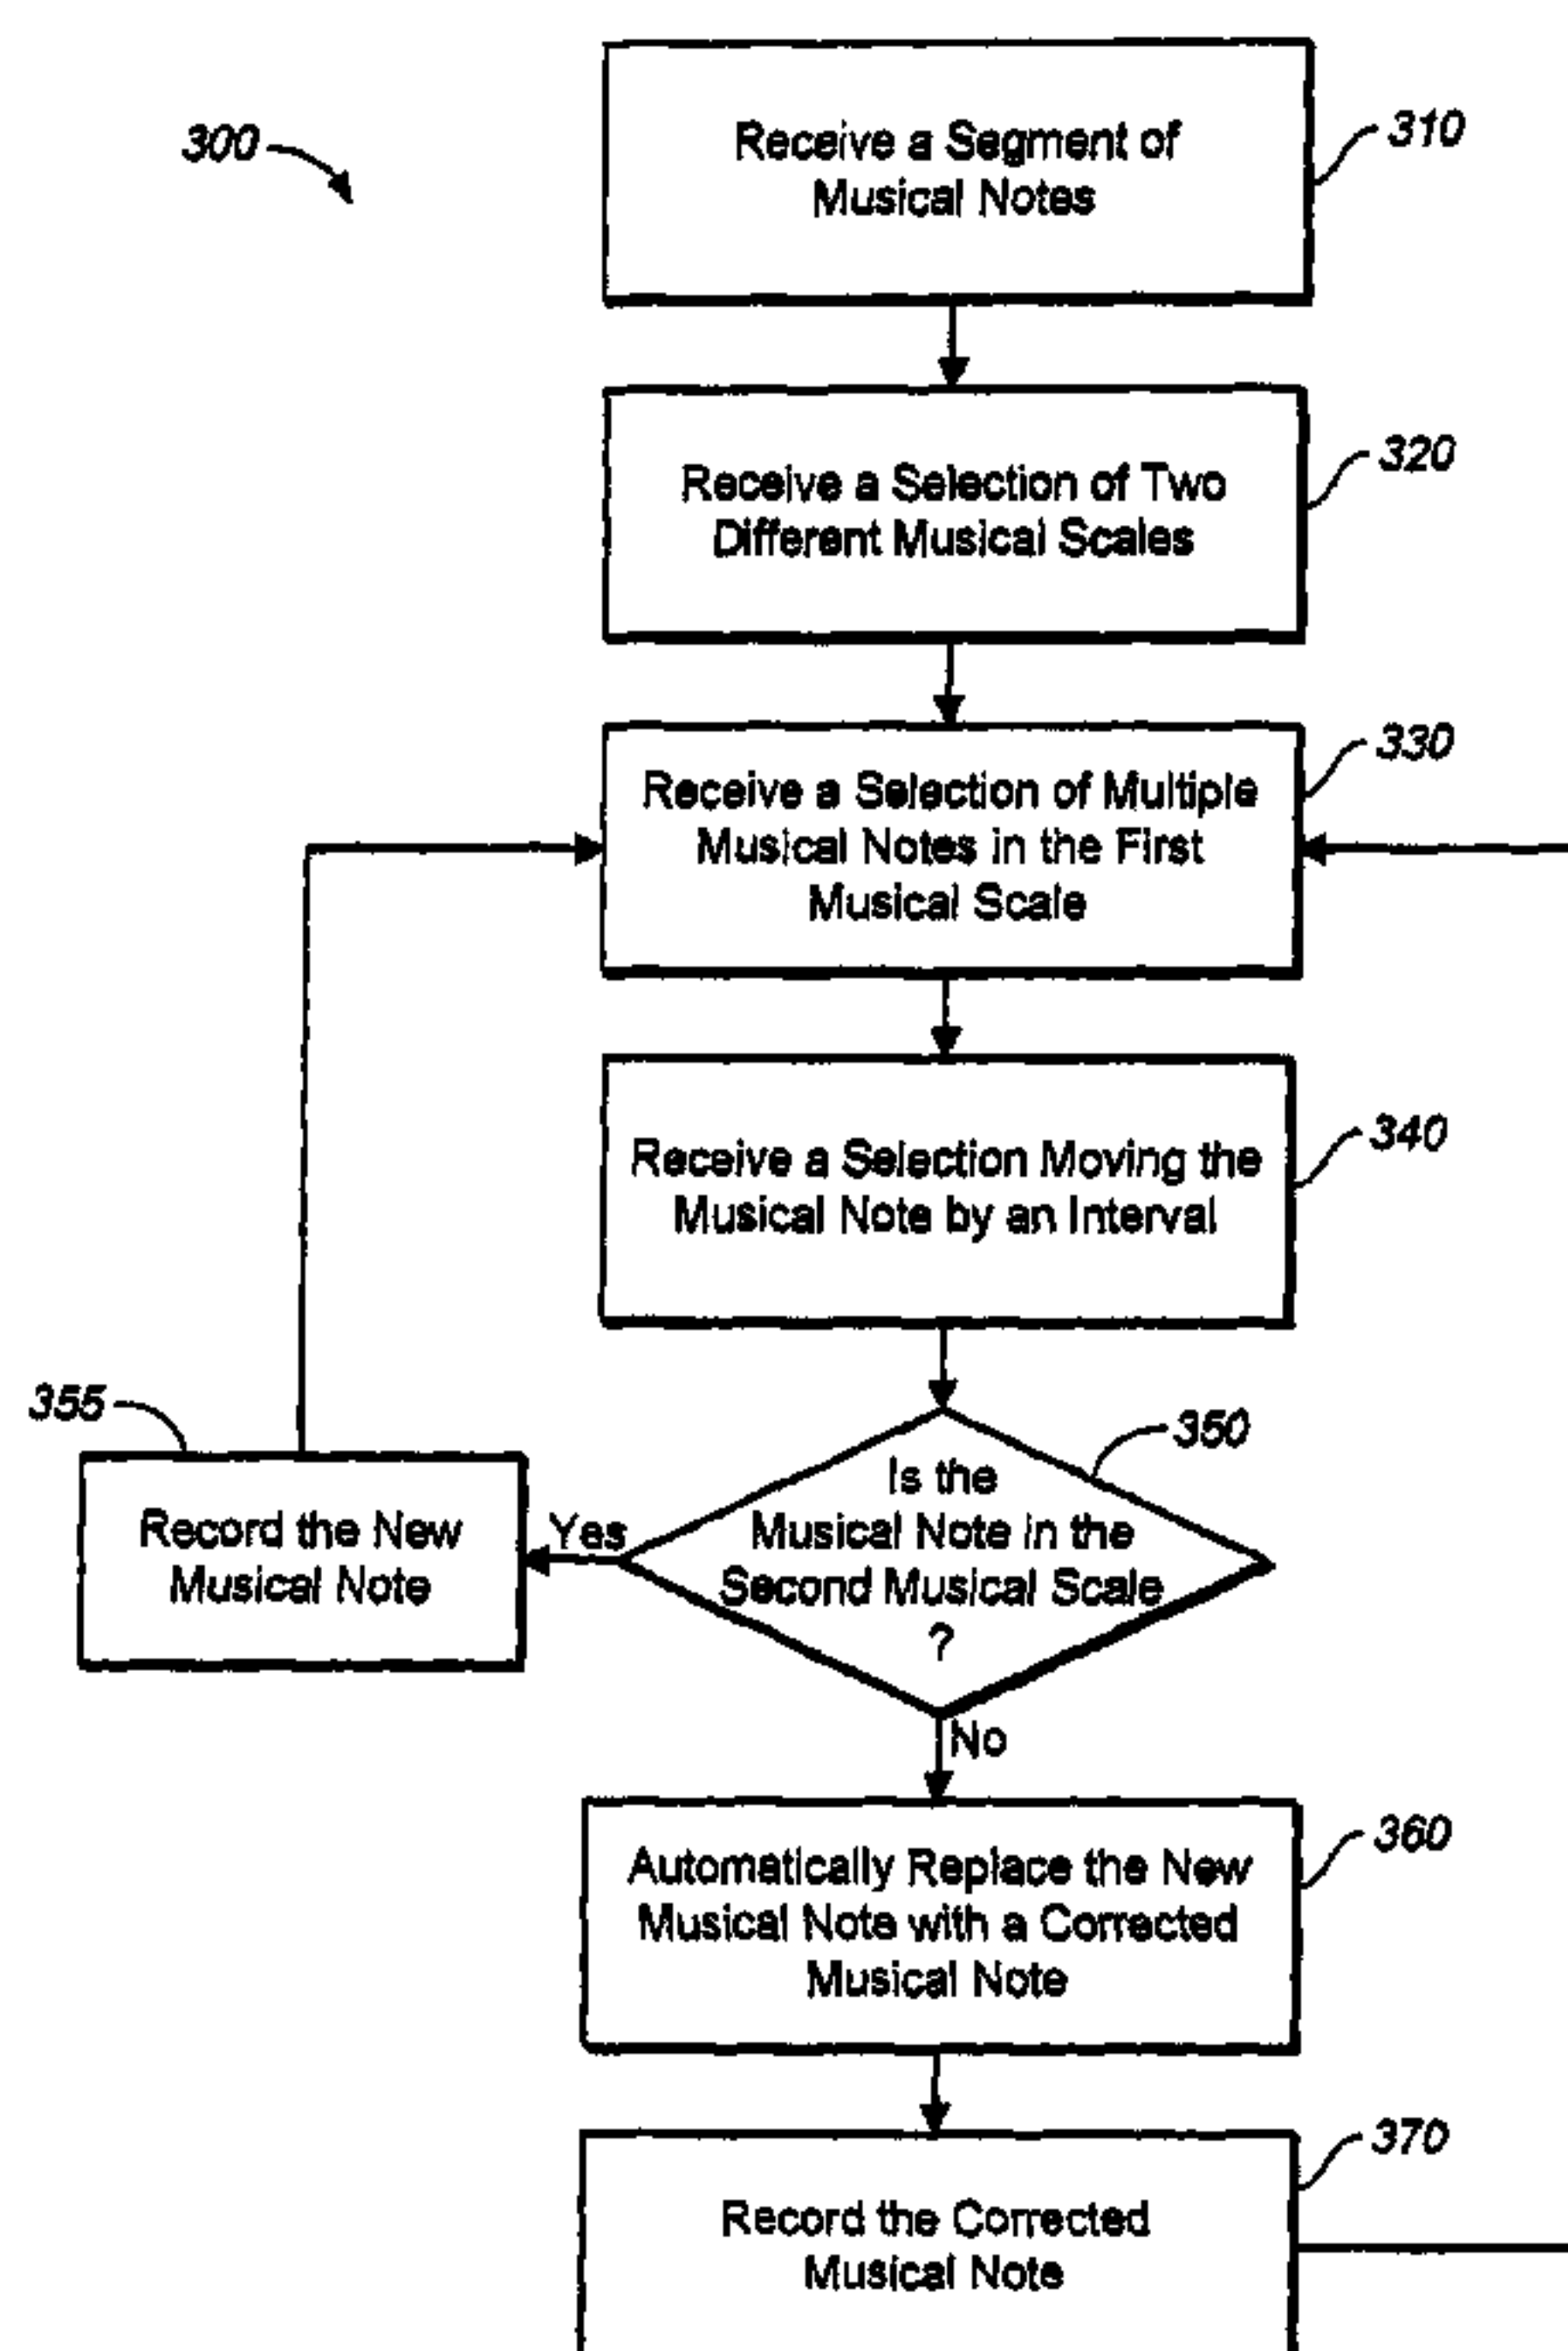 300
310
Receive a Segment of
Musical Notes
320
Receive a Selection of Two
Different Musical Scales
330
Receive a Selection of Multiple
Musical Notes in the First
Musical Scale
340
Receive a Selection Moving the
Musical Note by an Interval
355
Record the New
Musical Note
Yes
350
Is the
Musical Note in the
Second Musical Scale
?
No
360
Automatically Replace the New
Musical Note with a Corrected
Musical Note
370
Record the Corrected
Musical Note